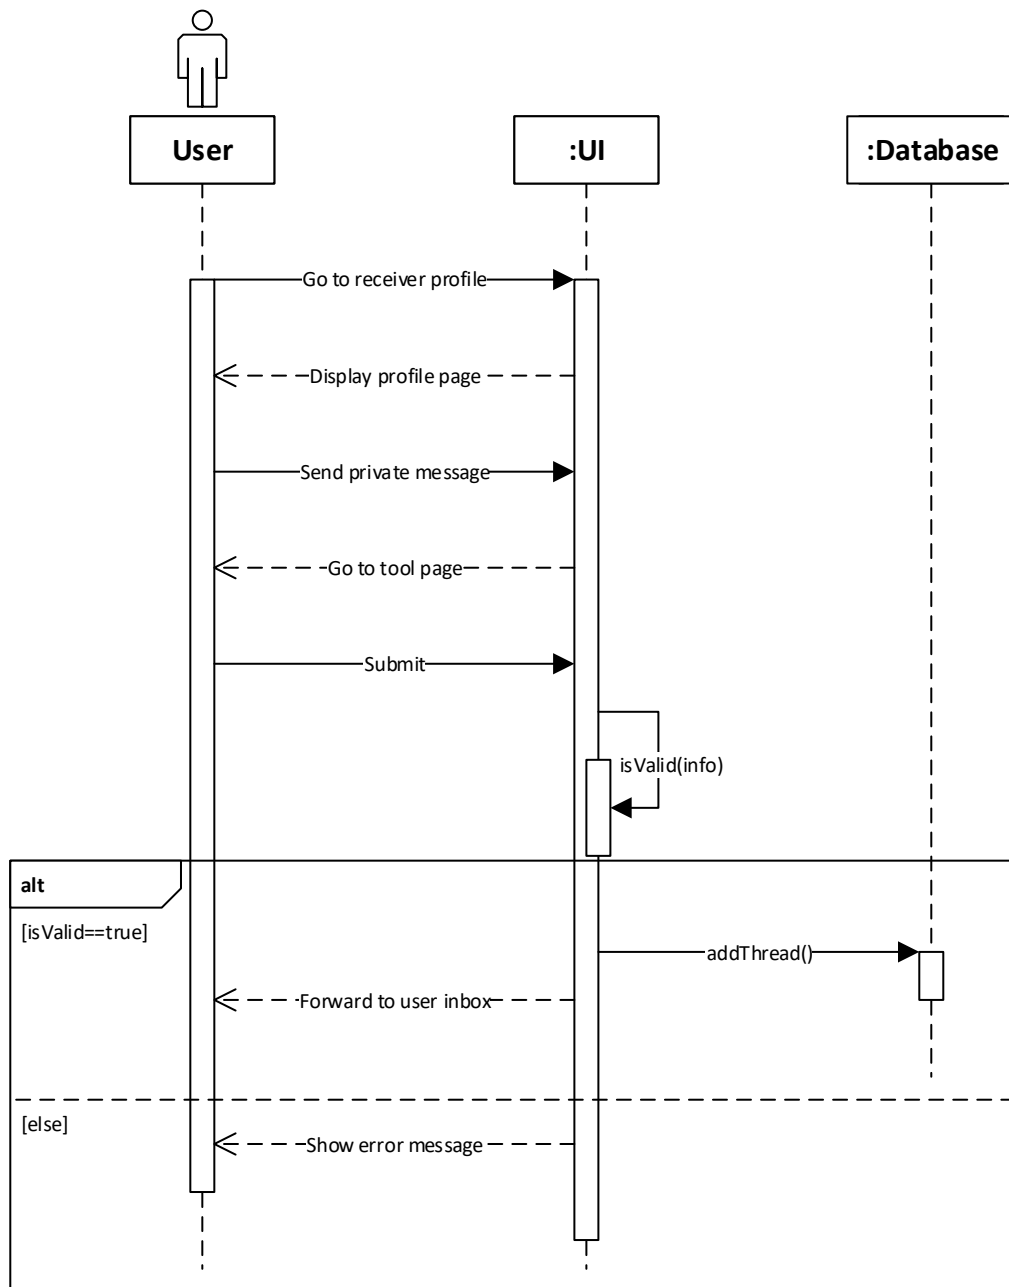 User
:UI
:Database
Go to receiver profile
Display profile page
Send private message
Go to tool page
Submit
isValid(info)
alt
[isValid==true]
addThread()
Forward to user inbox
[else]
Show error message